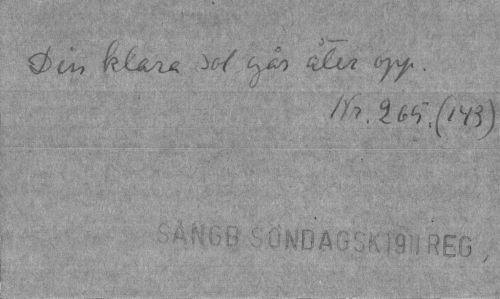 Din klara sol går åter opp.
Nr. 265. (143)
SÅNGB SÖNDAGSK 1911 REG